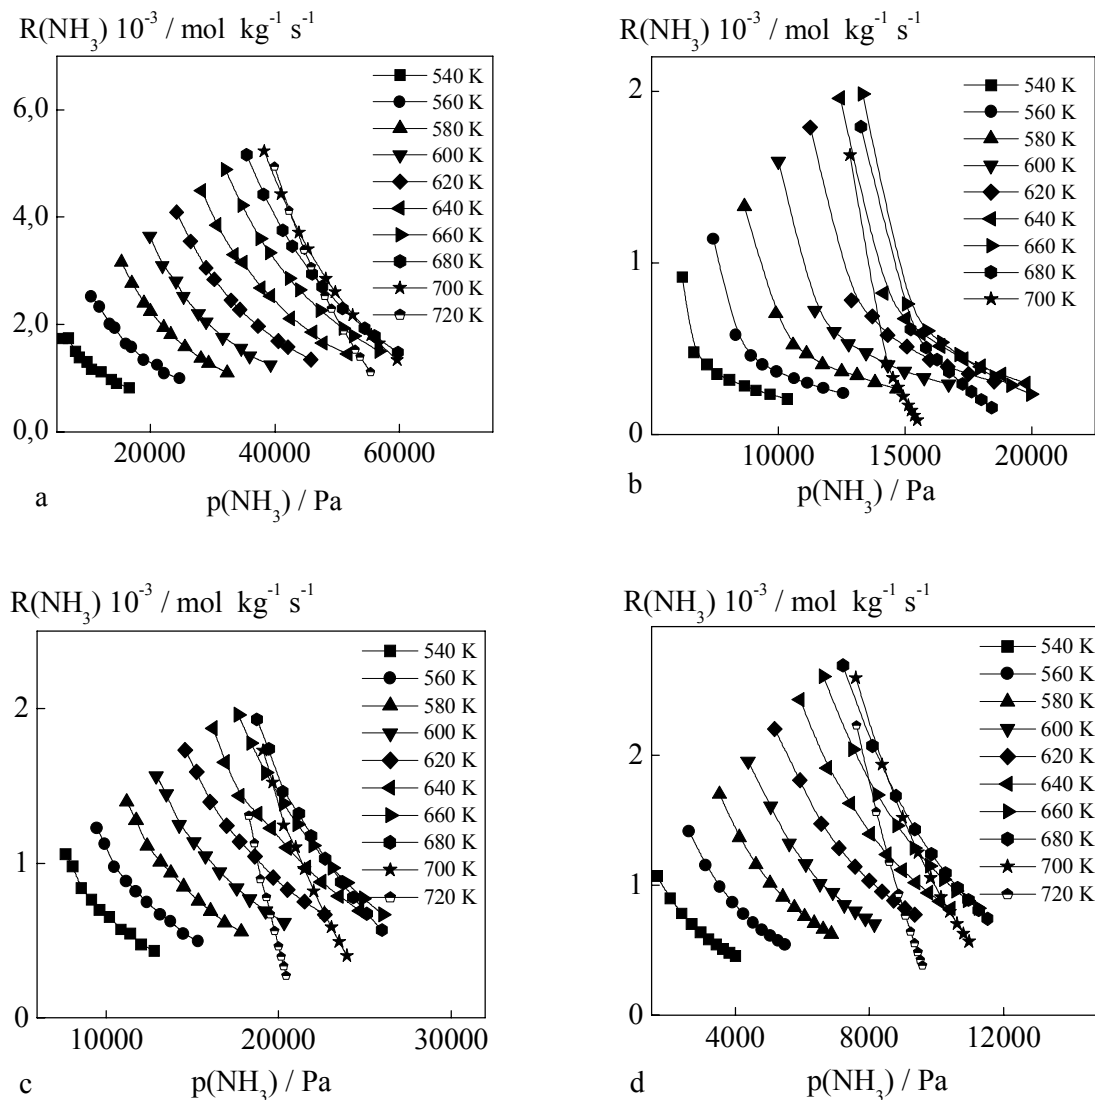 R(NH₃) 10⁻³ / mol kg⁻¹ s⁻¹
6,0
4,0
2,0
0,0
20000 40000 60000
540 K
560 K
580 K
600 K
620 K
640 K
660 K
680 K
700 K
720 K
a p(NH₃) / Pa
R(NH₃) 10⁻³ / mol kg⁻¹ s⁻¹
2
1
0
10000 15000 20000
540 K
560 K
580 K
600 K
620 K
640 K
660 K
680 K
700 K
b p(NH₃) / Pa
R(NH₃) 10⁻³ / mol kg⁻¹ s⁻¹
2
1
0
10000 20000 30000
540 K
560 K
580 K
600 K
620 K
640 K
660 K
680 K
700 K
720 K
c p(NH₃) / Pa
R(NH₃) 10⁻³ / mol kg⁻¹ s⁻¹
2
1
0
4000 8000 12000
540 K
560 K
580 K
600 K
620 K
640 K
660 K
680 K
700 K
720 K
d p(NH₃) / Pa